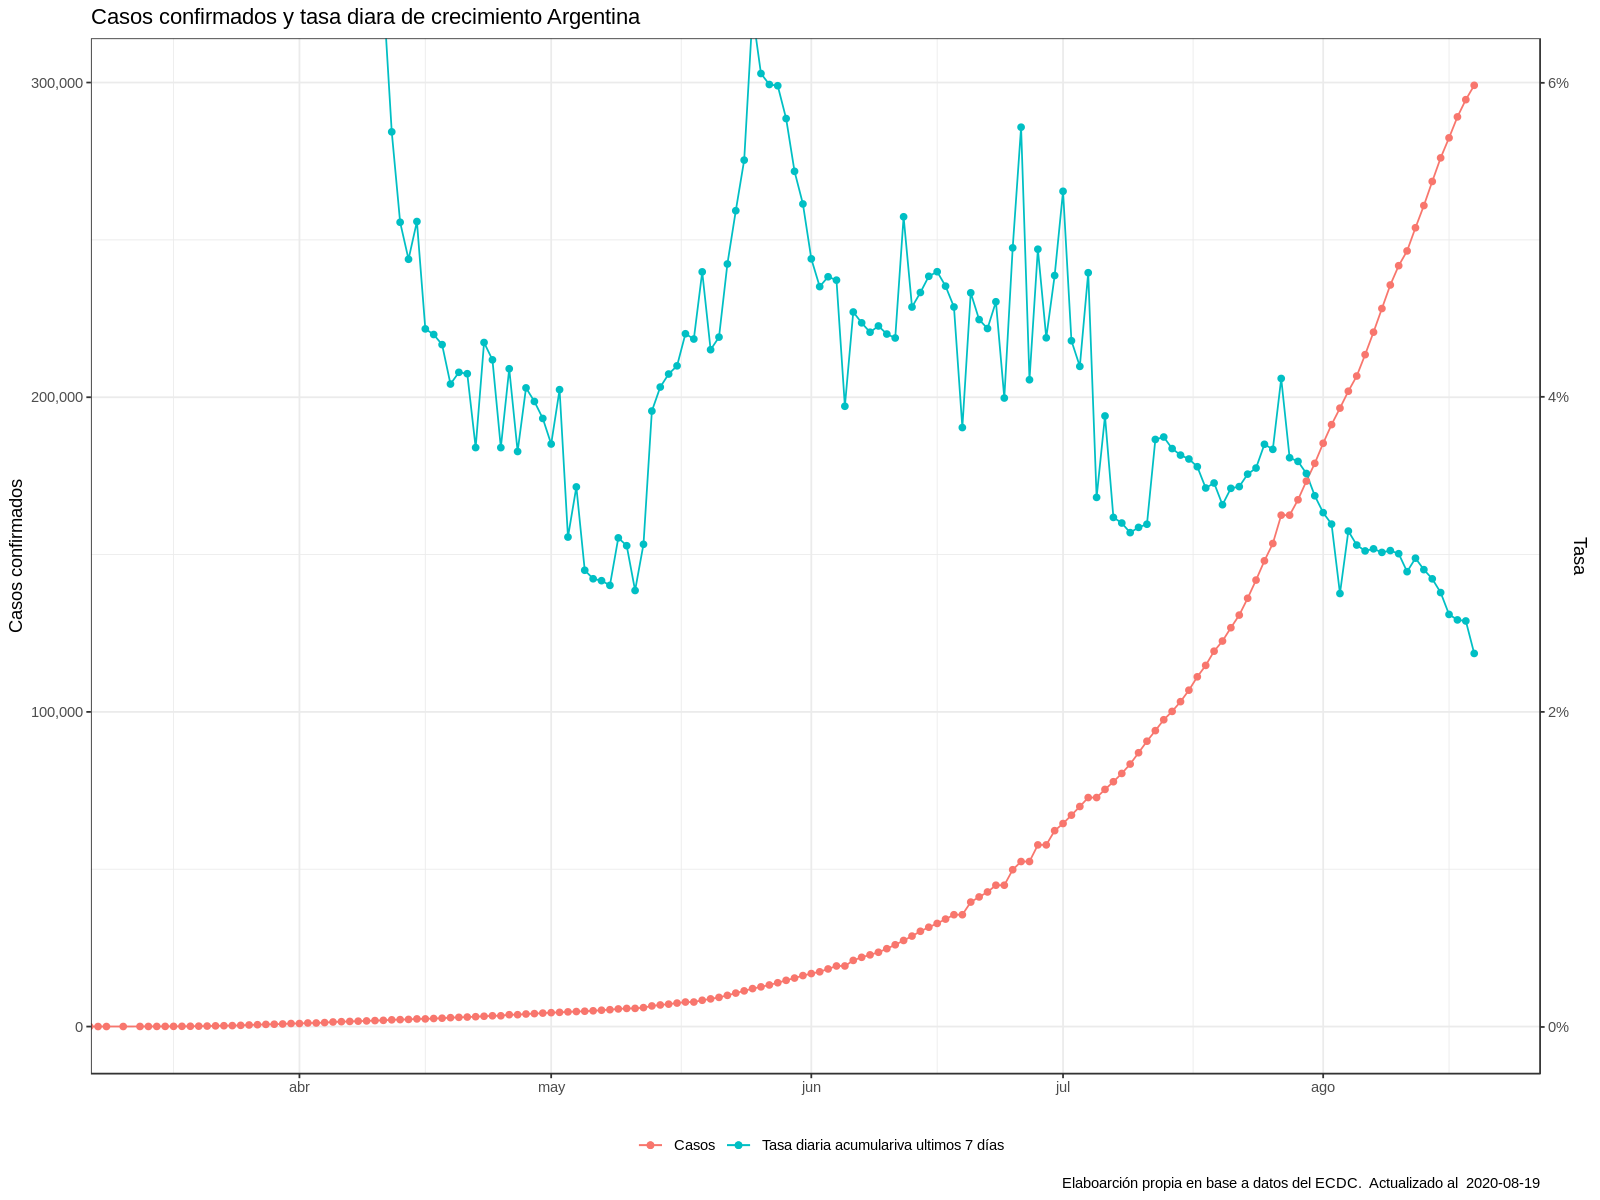 Casos confirmados y tasa diara de crecimiento Argentina
300,000
200,000
100,000
0
Casos confirmados
6%
4%
2%
0%
Tasa
abr
may
jun
jul
ago
Casos
Tasa diaria acumulariva ultimos 7 días
Elaboarción propia en base a datos del ECDC.  Actualizado al  2020-08-19